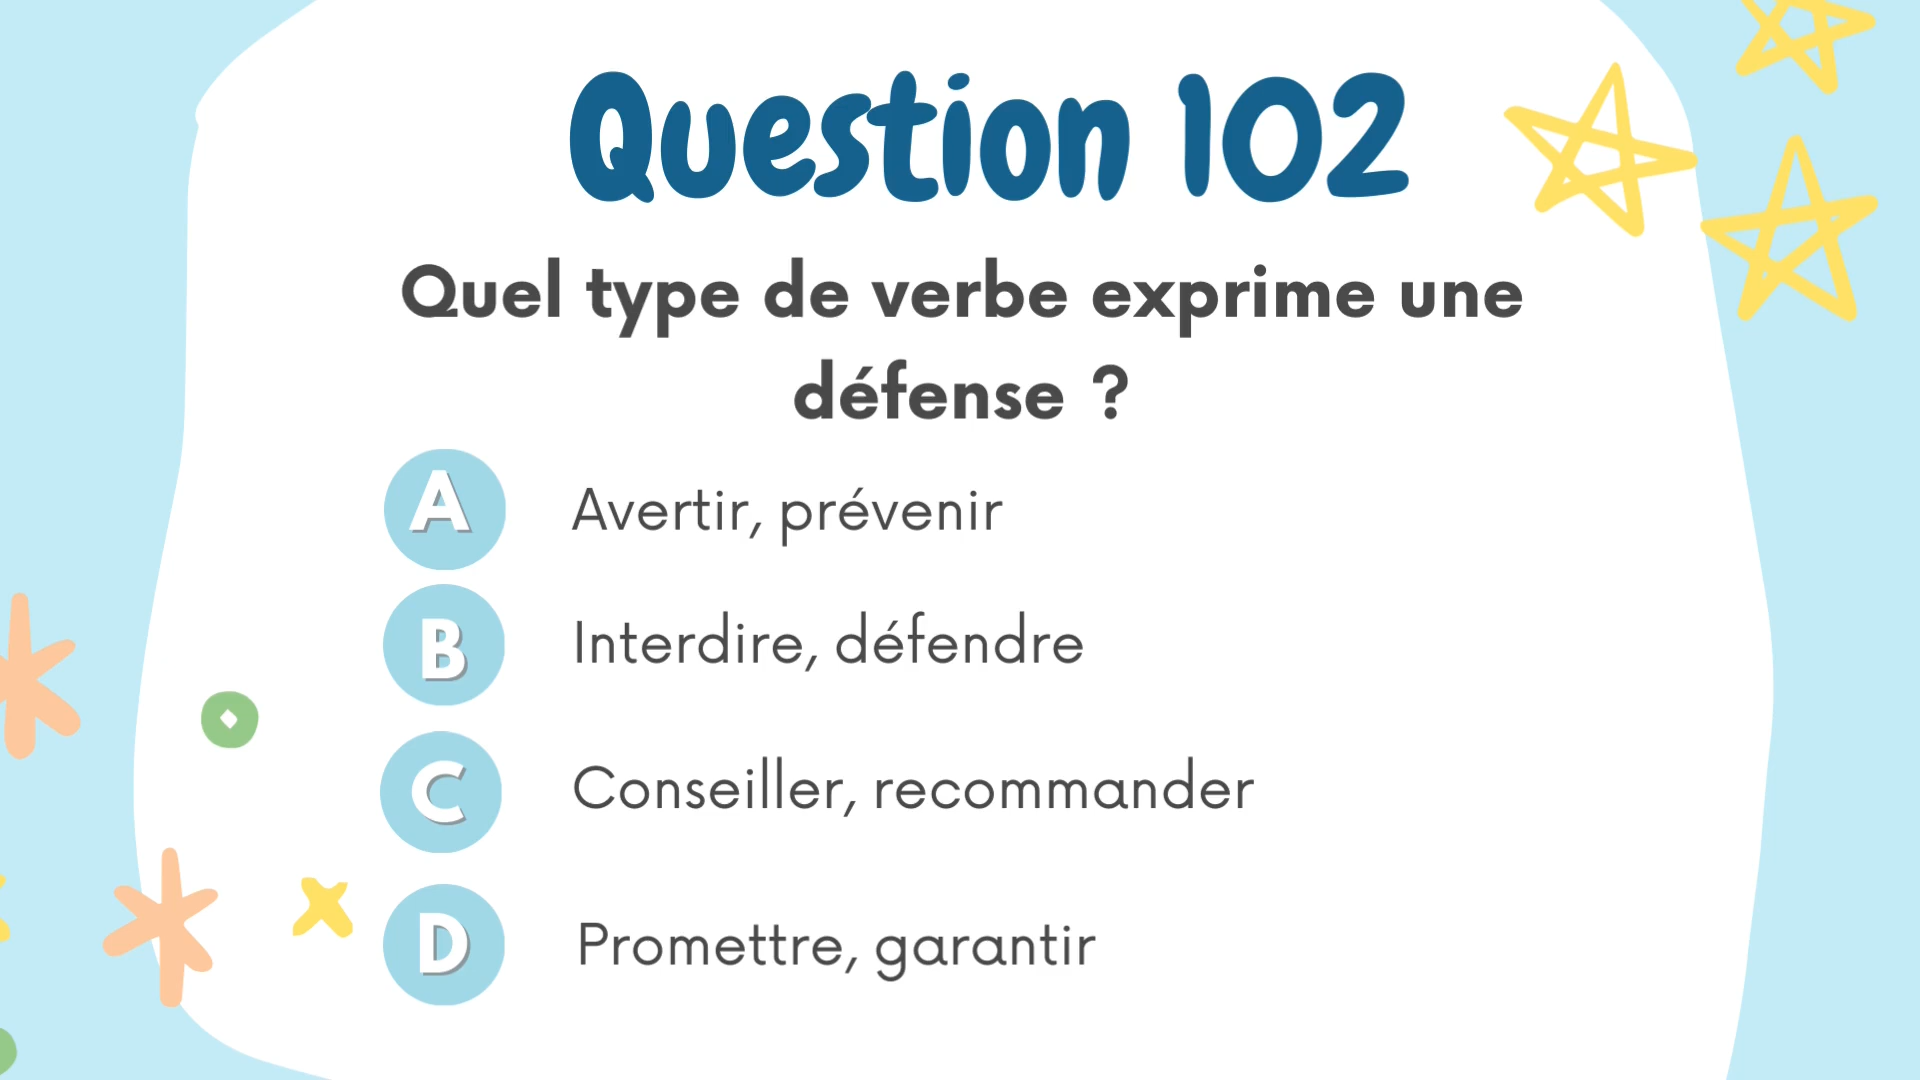 Question 102
Quel type de verbe exprime une
défense ?
A Avertir, prévenir
B Interdire, défendre
C Conseiller, recommander
D Promettre, garantir